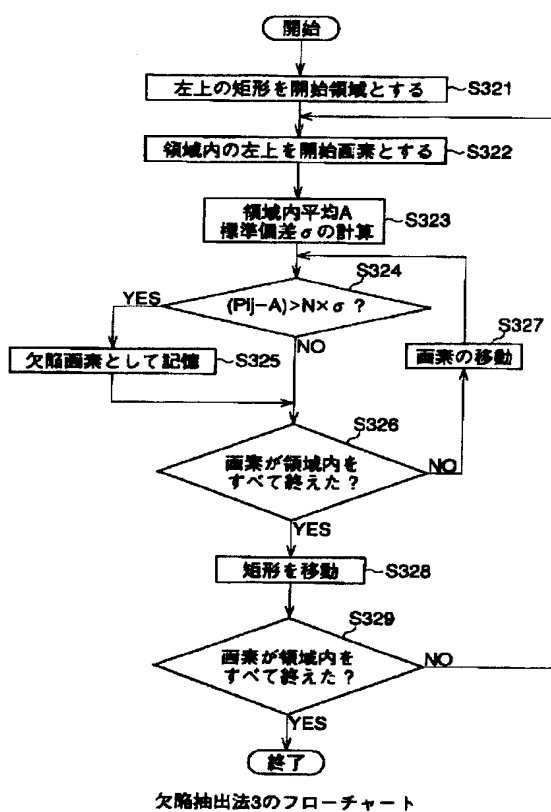 開始
左上の矩形を開始領域とする
S321
領域内の左上を開始画素とする
S322
領域内平均A
標準偏差σの計算
S323
S324
(Pij-A)>N×σ ?
YES
NO
欠陥画素として記憶
S325
S327
画素の移動
S326
画素が領域内を
すべて終えた?
NO
YES
矩形を移動
S328
S329
画素が領域内を
すべて終えた?
NO
YES
終了
欠陥抽出法3のフローチャート